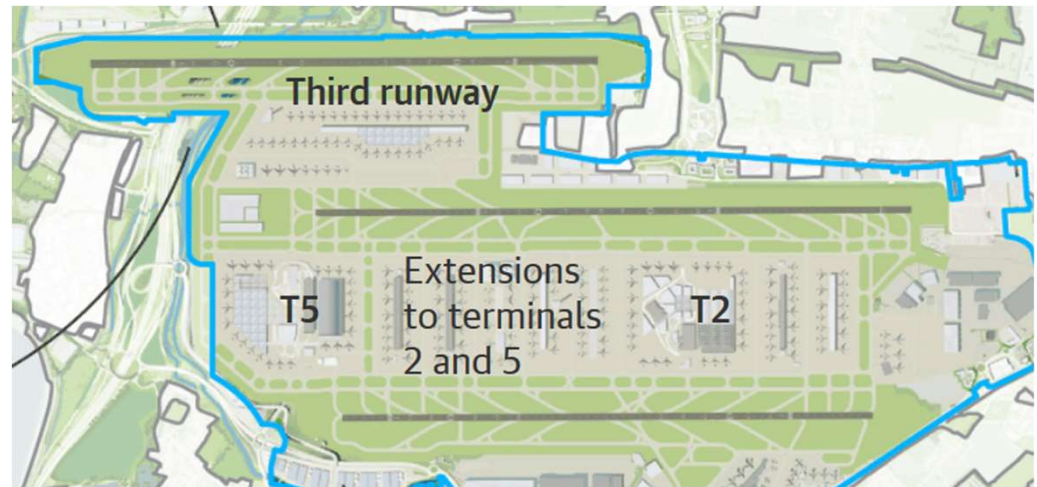 Third runway
Extensions
T5
to terminals
T2
2 and 5